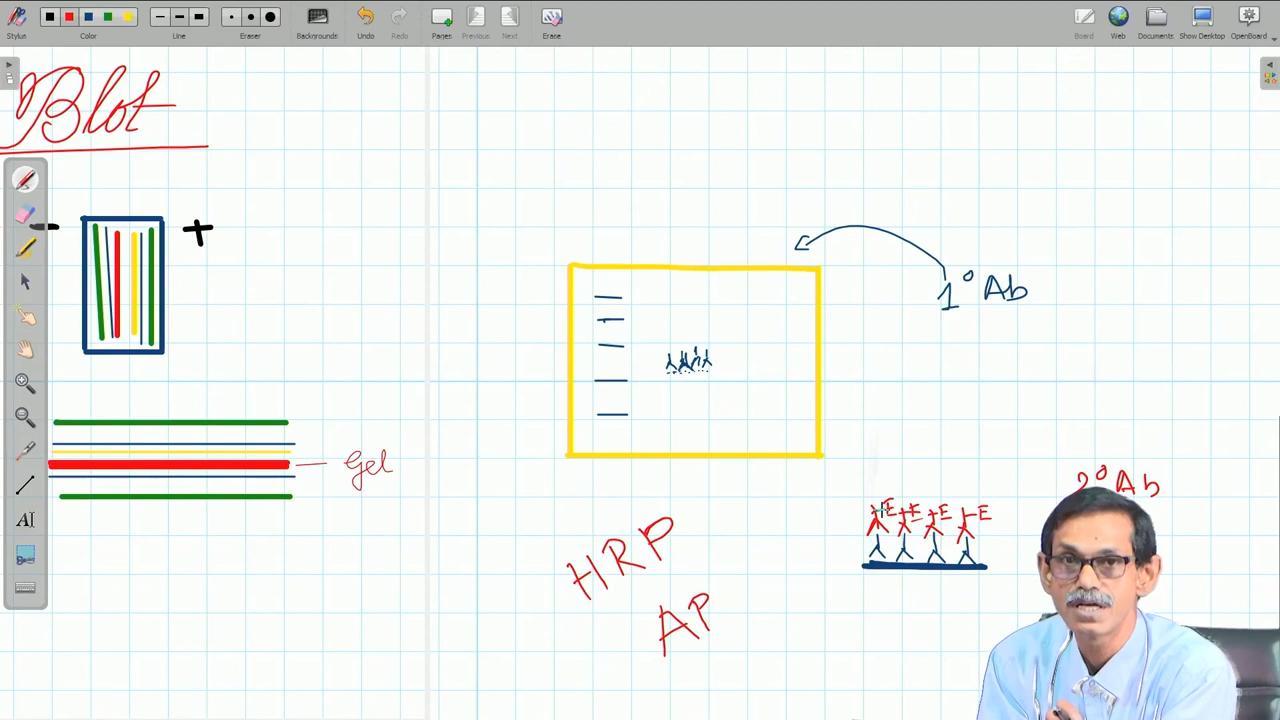 Stylus
Color
Line
Eraser
Backgrounds
Undo
Redo
Pages
Previous
Next
Erase
Board
Web
Documents
Show Desktop
OpenBoard
Blot
- +
1° Ab
Gel
2° Ab
E E E E
HRP
AP